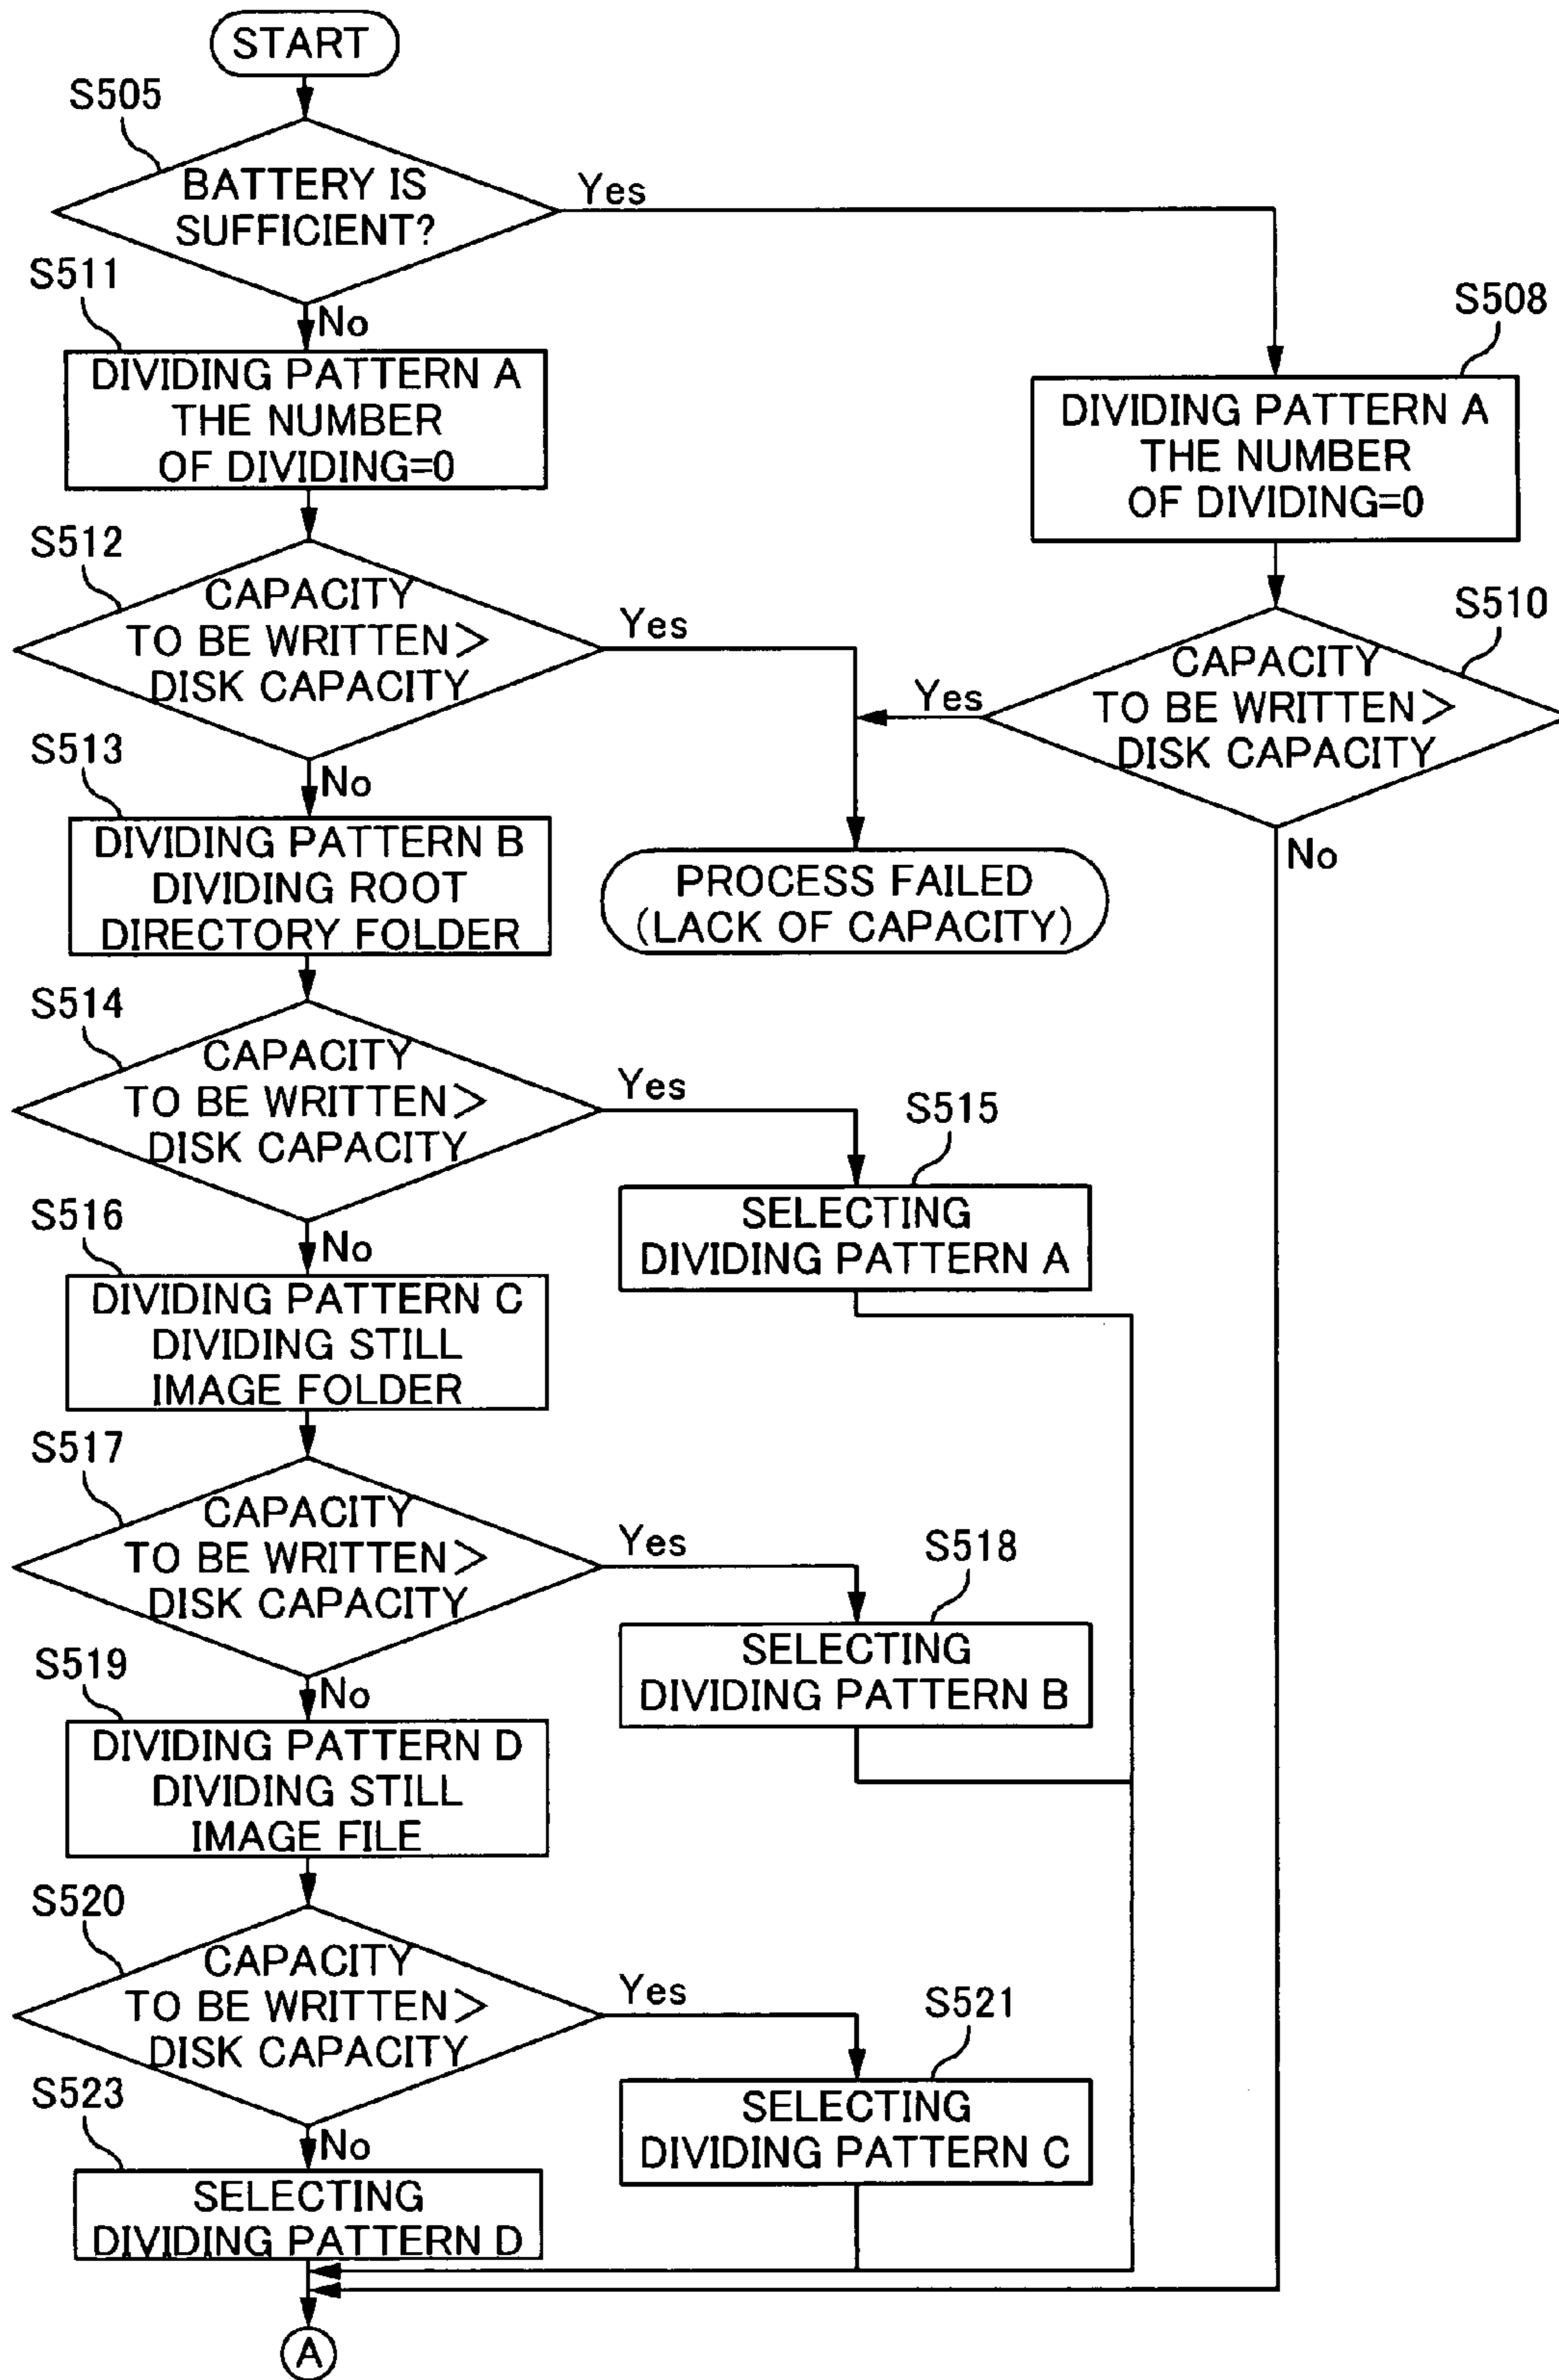 START
S505
BATTERY IS
SUFFICIENT?
Yes
No
S511
DIVIDING PATTERN A
THE NUMBER
OF DIVIDING=0
S508
DIVIDING PATTERN A
THE NUMBER
OF DIVIDING=0
S512
CAPACITY
TO BE WRITTEN>
DISK CAPACITY
Yes
No
S510
CAPACITY
TO BE WRITTEN>
DISK CAPACITY
Yes
No
S513
DIVIDING PATTERN B
DIVIDING ROOT
DIRECTORY FOLDER
PROCESS FAILED
(LACK OF CAPACITY)
S514
CAPACITY
TO BE WRITTEN>
DISK CAPACITY
Yes
No
S515
SELECTING
DIVIDING PATTERN A
S516
DIVIDING PATTERN C
DIVIDING STILL
IMAGE FOLDER
S517
CAPACITY
TO BE WRITTEN>
DISK CAPACITY
Yes
No
S518
SELECTING
DIVIDING PATTERN B
S519
DIVIDING PATTERN D
DIVIDING STILL
IMAGE FILE
S520
CAPACITY
TO BE WRITTEN>
DISK CAPACITY
Yes
No
S521
SELECTING
DIVIDING PATTERN C
S523
SELECTING
DIVIDING PATTERN D
A